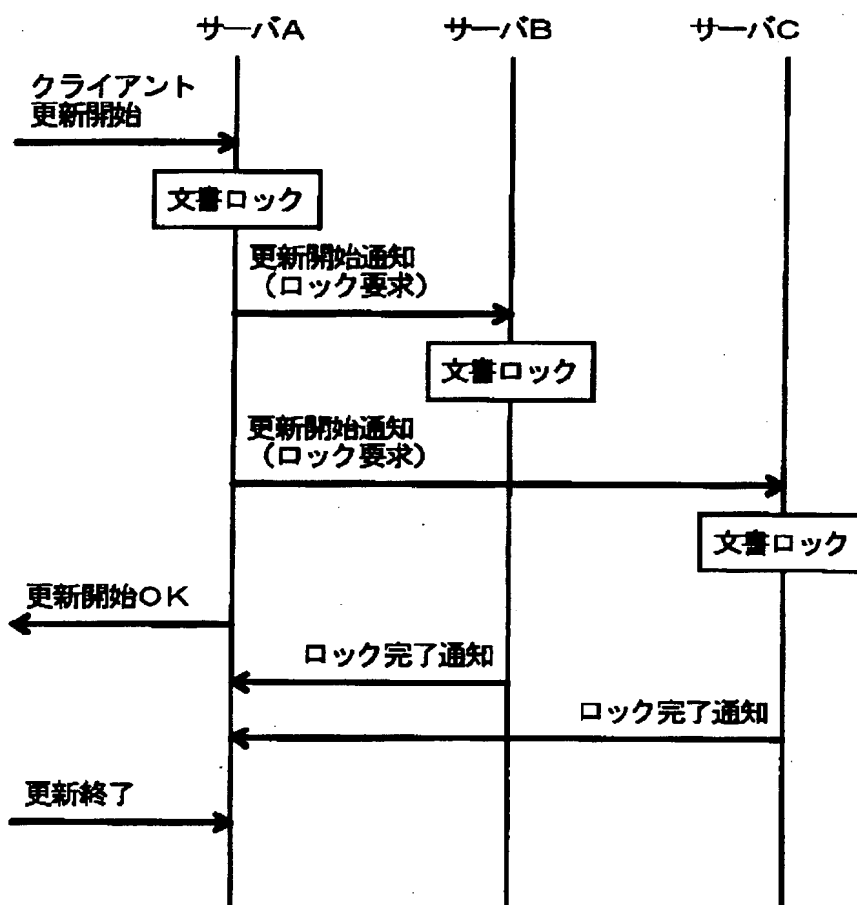 サーバA
サーバB
サーバC
クライアント
更新開始
文書ロック
更新開始通知
（ロック要求）
文書ロック
更新開始通知
（ロック要求）
文書ロック
更新開始OK
ロック完了通知
ロック完了通知
更新終了